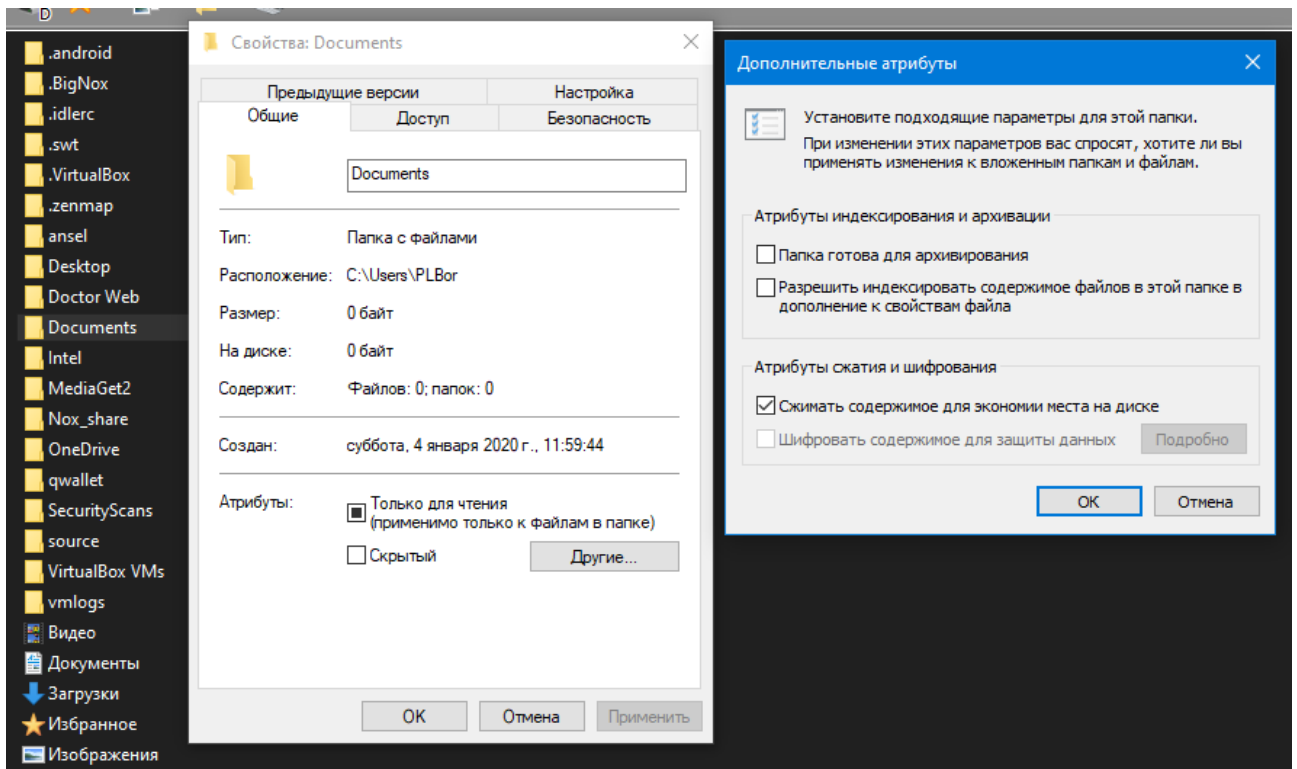 D
.android
.BigNox
.idlerc
.swt
.VirtualBox
.zenmap
ansel
Desktop
Doctor Web
Documents
Intel
MediaGet2
Nox_share
OneDrive
qwallet
SecurityScans
source
VirtualBox VMs
vmlogs
Видео
Документы
Загрузки
Избранное
Изображения
Свойства: Documents
Предыдущие версии
Настройка
Общие
Доступ
Безопасность
Documents
Тип: Папка с файлами
Расположение: C:\Users\PLBor
Размер: 0 байт
На диске: 0 байт
Содержит: Файлов: 0; папок: 0
Создан: суббота, 4 января 2020 г., 11:59:44
Атрибуты: Только для чтения
(применимо только к файлам в папке)
Скрытый
Другие...
OK
Отмена
Применить
Дополнительные атрибуты
Установите подходящие параметры для этой папки.
При изменении этих параметров вас спросят, хотите ли вы
применять изменения к вложенным папкам и файлам.
Атрибуты индексирования и архивации
Папка готова для архивирования
Разрешить индексировать содержимое файлов в этой папке в
дополнение к свойствам файла
Атрибуты сжатия и шифрования
Сжимать содержимое для экономии места на диске
Шифровать содержимое для защиты данных
Подробно
OK
Отмена